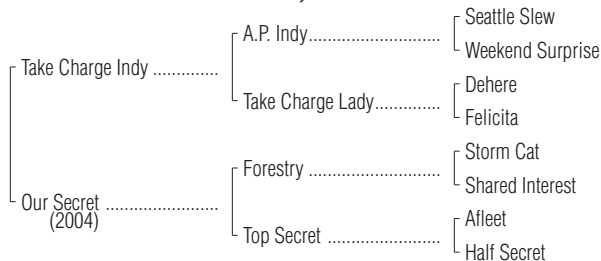 Seattle Slew
A.P. Indy........................
Weekend Surprise
Take Charge Indy .............
Dehere
Take Charge Lady.............
Felicita
Storm Cat
Forestry .........................
Shared Interest
Our Secret ......................
(2004)
Afleet
Top Secret ......................
Half Secret